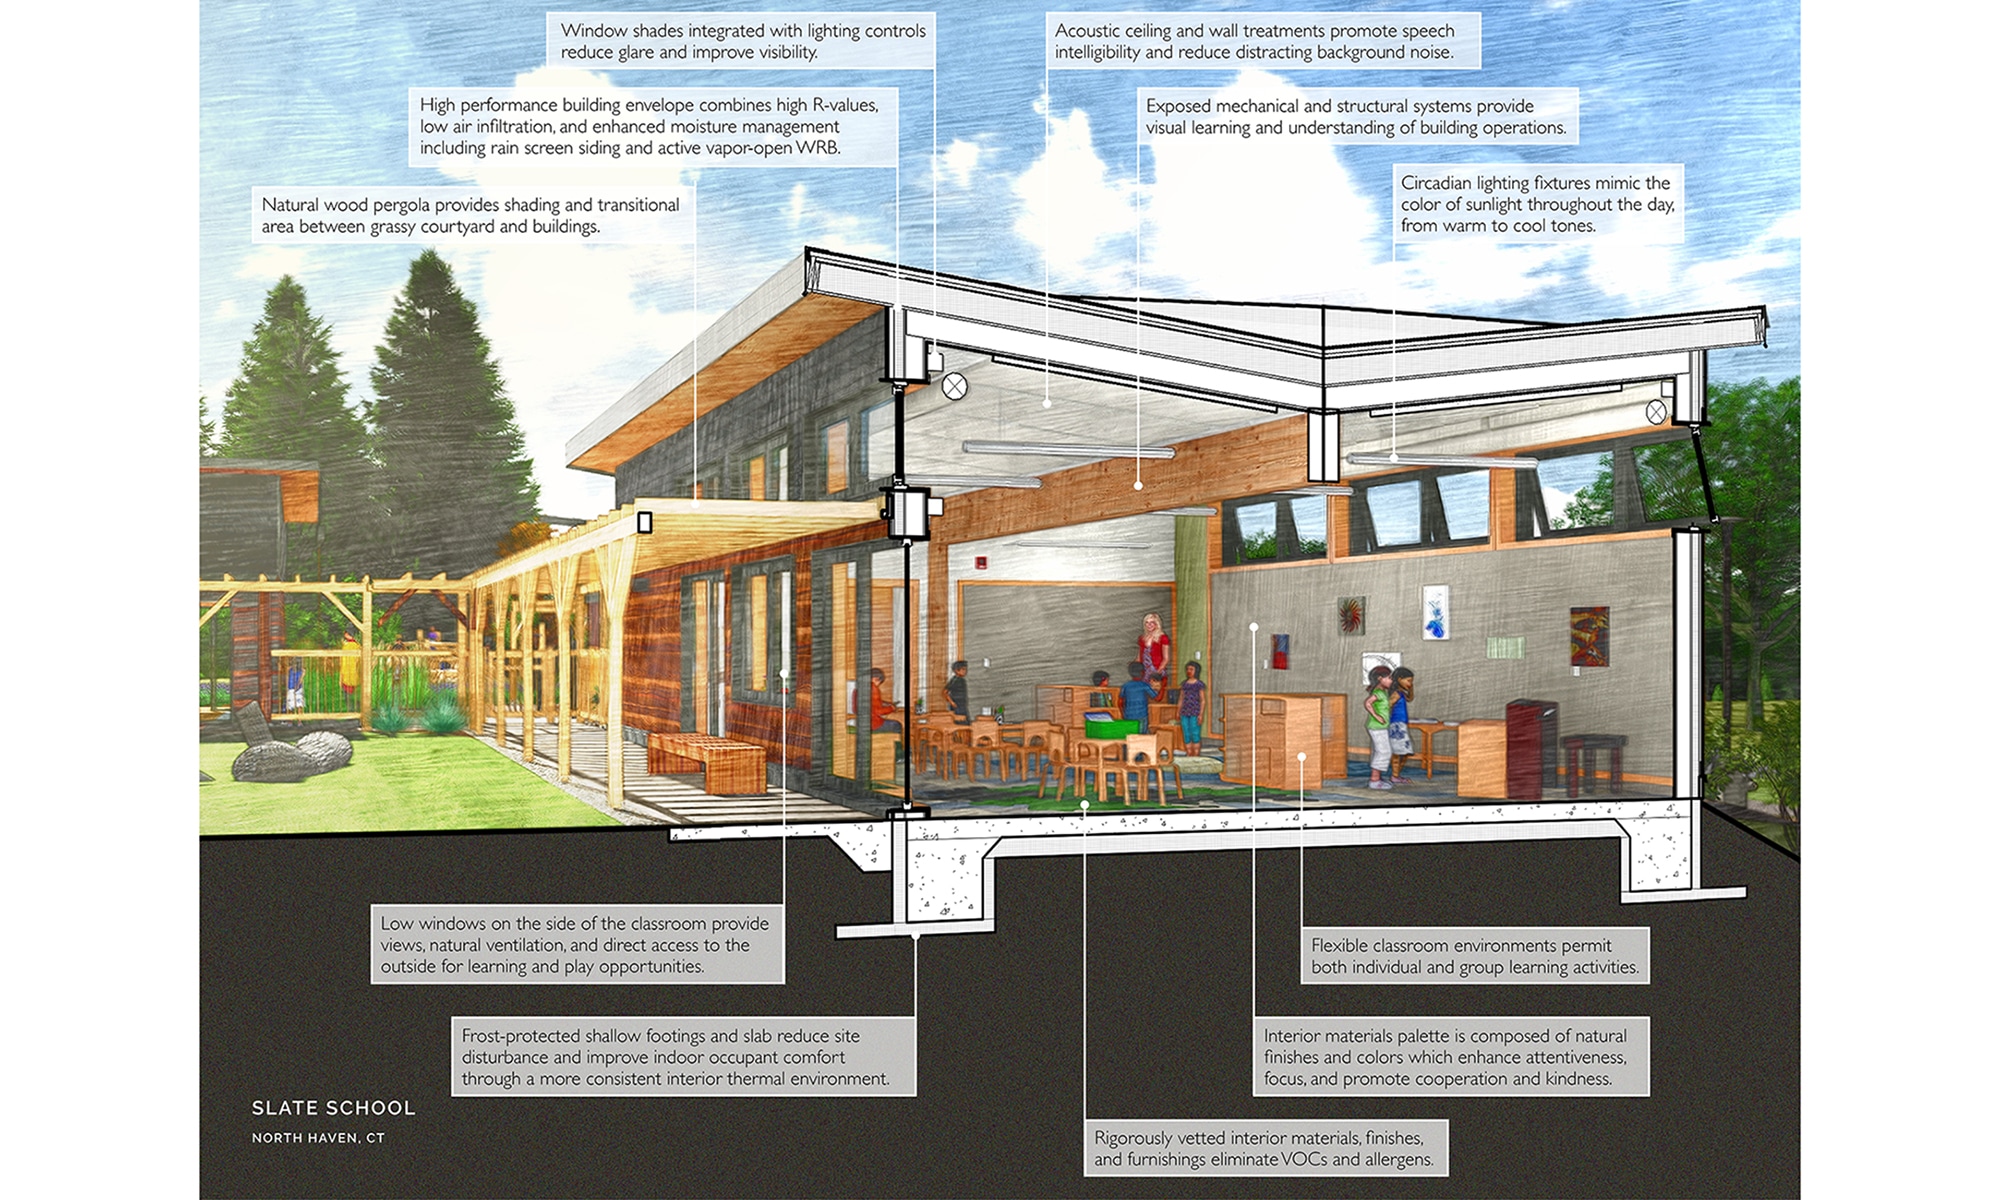 Window shades integrated with lighting controls
reduce glare and improve visibility.
Acoustic ceiling and wall treatments promote speech
intelligibility and reduce distracting background noise.
High performance building envelope combines high R-values,
low air infiltration, and enhanced moisture management
including rain screen siding and active vapor-open WRB.
Exposed mechanical and structural systems provide
visual learning and understanding of building operations.
Natural wood pergola provides shading and transitional
area between grassy courtyard and buildings.
Circadian lighting fixtures mimic the
color of sunlight throughout the day,
from warm to cool tones.
Low windows on the side of the classroom provide
views, natural ventilation, and direct access to the
outside for learning and play opportunities.
Flexible classroom environments permit
both individual and group learning activities.
Frost-protected shallow footings and slab reduce site
disturbance and improve indoor occupant comfort
through a more consistent interior thermal environment.
Interior materials palette is composed of natural
finishes and colors which enhance attentiveness,
focus, and promote cooperation and kindness.
SLATE SCHOOL
NORTH HAVEN, CT
Rigorously vetted interior materials, finishes,
and furnishings eliminate VOCs and allergens.